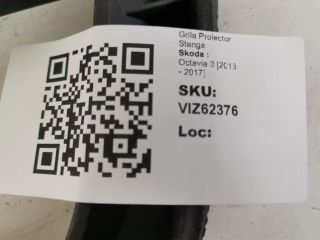 Grila Proiector
Stanga
Skoda :
Octavia 3 [2013
- 2017]
SKU:
VIZ62376
Loc: